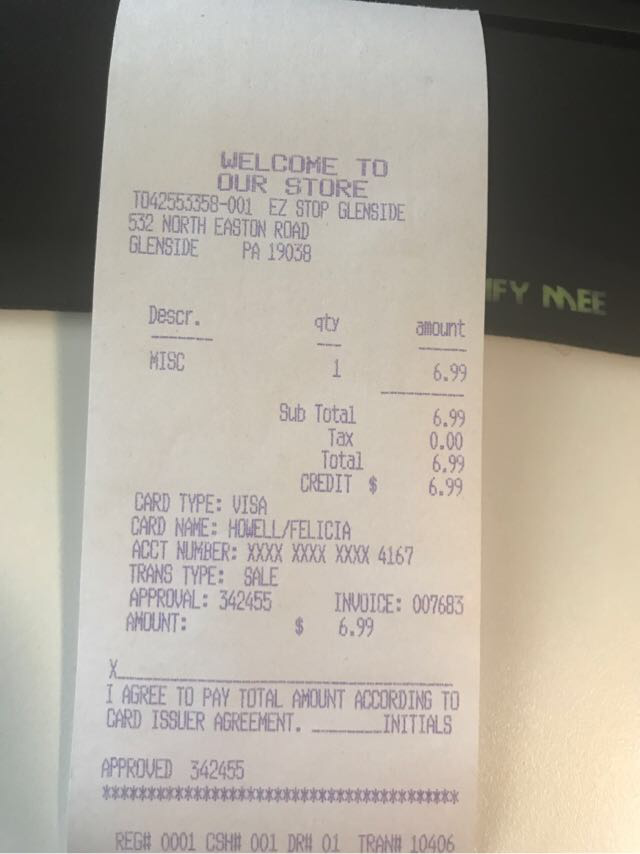 WELCOME TO
OUR STORE
T042553358-001 EZ STOP GLENSIDE
532 NORTH EASTON ROAD
GLENSIDE PA 19038
Descr. qty amount
MISC 1 6.99
Sub Total 6.99
Tax 0.00
Total 6.99
CREDIT $ 6.99
CARD TYPE: VISA
CARD NAME: HOWELL/FELICIA
ACCT NUMBER: XXXX XXXX XXXX 4167
TRANS TYPE: SALE
APPROVAL: 342455 INVOICE: 007683
AMOUNT: $ 6.99
X
I AGREE TO PAY TOTAL AMOUNT ACCORDING TO
CARD ISSUER AGREEMENT. ________INITIALS
APPROVED 342455
***************************************
REG# 0001 CSH# 001 DR# 01 TRAN# 10406